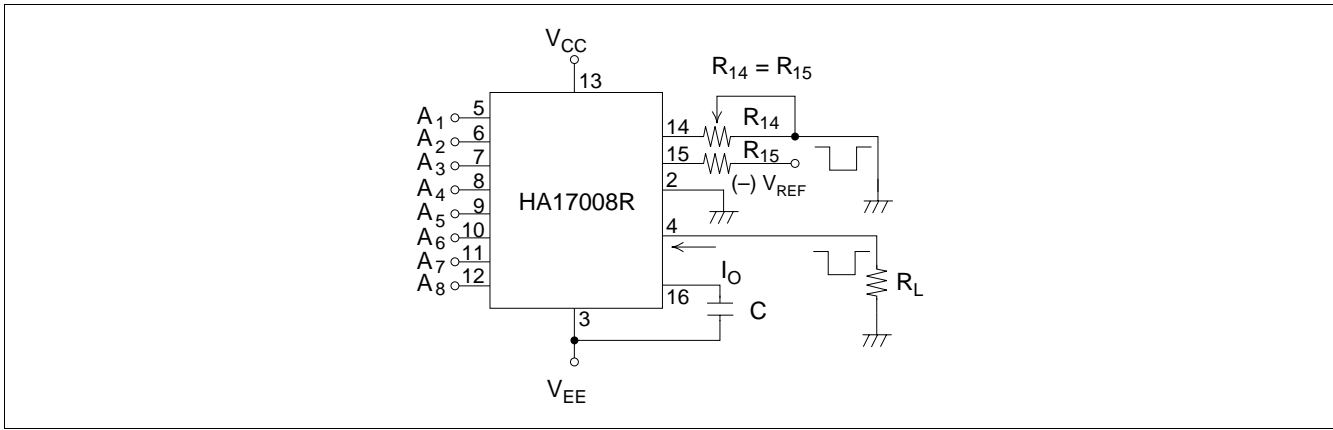 VCC
13
R14 = R15
A1 5
A2 6
A3 7
A4 8
A5 9
A6 10
A7 11
A8 12
HA17008R
14 R14
15 R15
2 (–) VREF
4
IO
16 C
RL
3
VEE